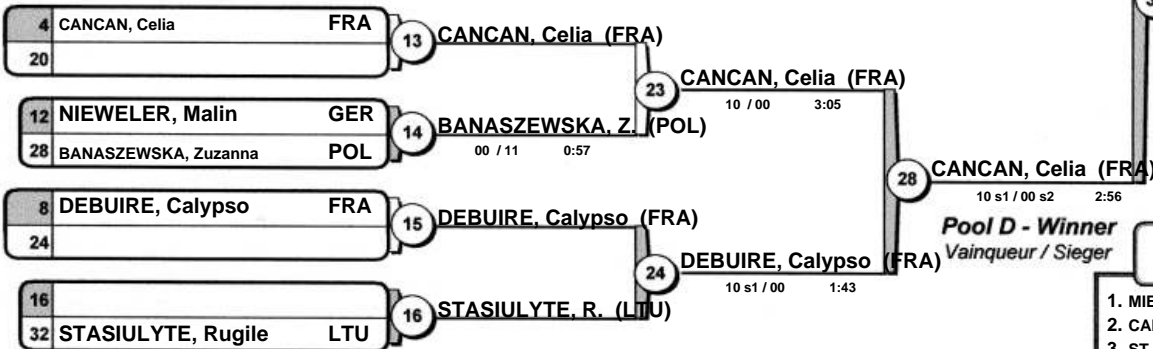 4 CANCAN, Celia FRA
20
13 CANCAN, Celia (FRA)
12 NIEWELER, Malin GER
28 BANASZEWSKA, Zuzanna POL
14 BANASZEWSKA, Z. (POL)
00 / 11 0:57
23 CANCAN, Celia (FRA)
10 / 00 3:05
8 DEBUIRE, Calypso FRA
24
15 DEBUIRE, Calypso (FRA)
16
32 STASIULYTE, Rugile LTU
16 STASIULYTE, R. (LTU)
24 DEBUIRE, Calypso (FRA)
10 s1 / 00 1:43
28 CANCAN, Celia (FRA)
10 s1 / 00 s2 2:56
Pool D - Winner
Vainqueur / Sieger
1.
2.
3.